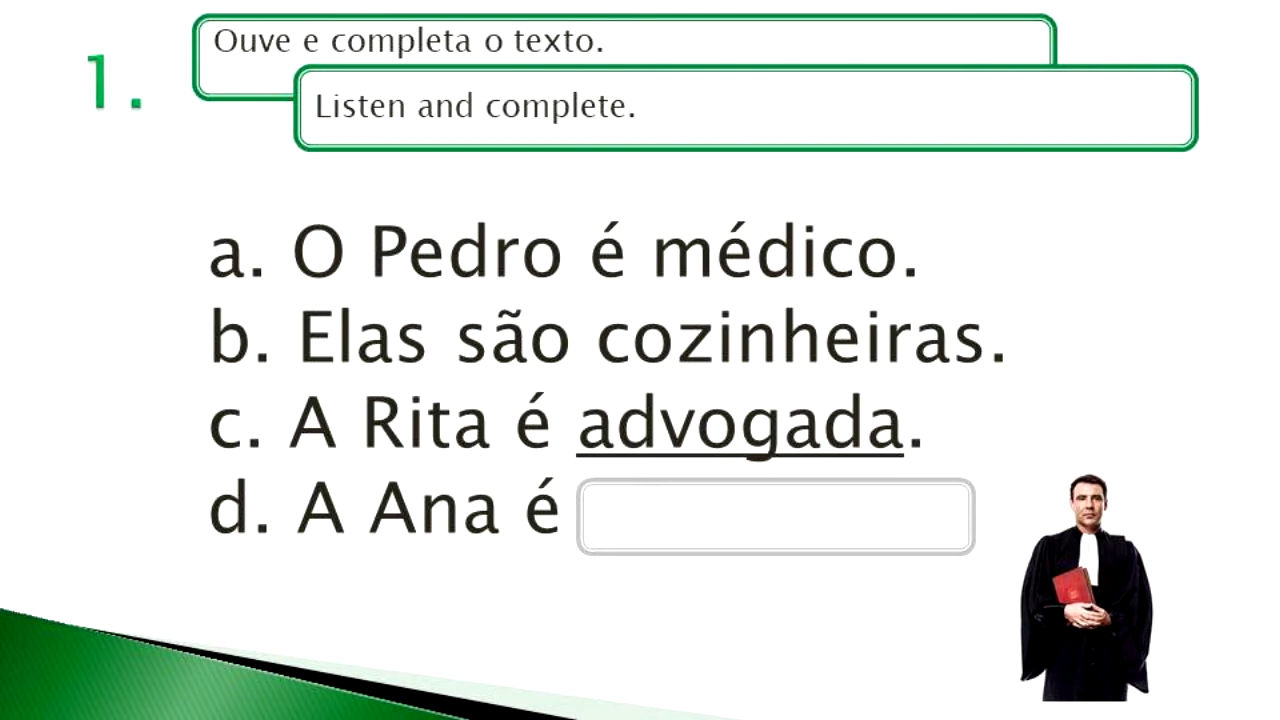 1.
Ouve e completa o texto.
Listen and complete.
a. O Pedro é médico.
b. Elas são cozinheiras.
c. A Rita é advogada.
d. A Ana é